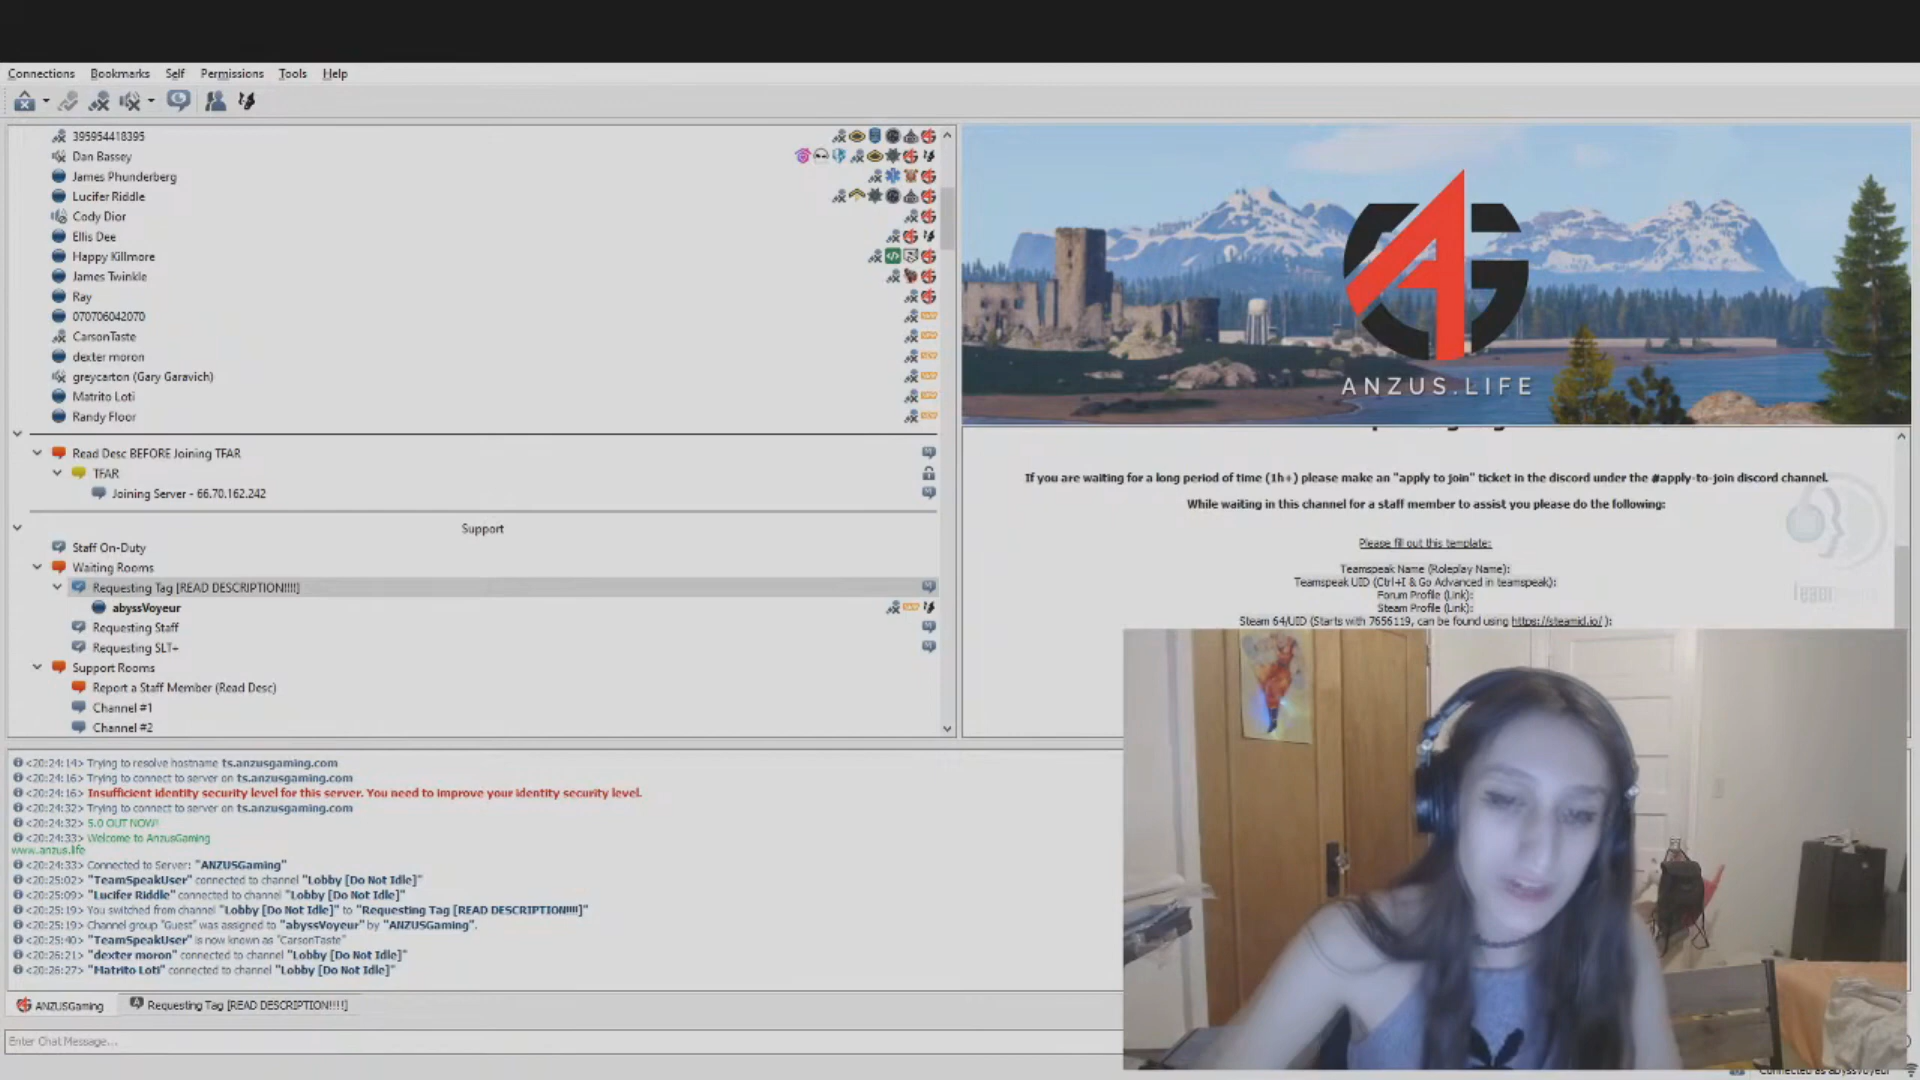 Connections Bookmarks Self Permissions Tools Help
395954418395
Dan Bassey
James Phunderberg
Lucifer Riddle
Cody Dior
Ellis Dee
Happy Killmore
James Twinkle
Ray
070706042070
CarsonTaste
dexter moron
greycarton (Gary Garavich)
Matrito Loti
Randy Floor
Read Desc BEFORE Joining TFAR
TFAR
Joining Server - 66.70.162.242
Support
Staff On-Duty
Waiting Rooms
Requesting Tag [READ DESCRIPTION!!!!]
abyssVoyeur
Requesting Staff
Requesting SLT+
Support Rooms
Report a Staff Member (Read Desc)
Channel #1
Channel #2
ANZUS.LIFE
If you are waiting for a long period of time (1h+) please make an "apply to join" ticket in the discord under the #apply-to-join discord channel.
While waiting in this channel for a staff member to assist you please do the following:
Please fill out this template:
Teamspeak Name (Roleplay Name):
Teamspeak UID (Ctrl+I & Go Advanced in teamspeak):
Forum Profile (Link):
Steam Profile (Link):
Steam 64/UID (Starts with 7656119, can be found using https://steamid.io/ ):
<20:24:14> Trying to resolve hostname ts.anzusgaming.com
<20:24:16> Trying to connect to server on ts.anzusgaming.com
<20:24:16> Insufficient identity security level for this server. You need to improve your identity security level.
<20:24:32> Trying to connect to server on ts.anzusgaming.com
<20:24:32> 5.0 OUT NOW!
<20:24:33> Welcome to AnzusGaming
www.anzus.life
<20:24:33> Connected to Server: "ANZUSGaming"
<20:25:02> "TeamSpeakUser" connected to channel "Lobby [Do Not Idle]"
<20:25:09> "Lucifer Riddle" connected to channel "Lobby [Do Not Idle]"
<20:25:19> You switched from channel "Lobby [Do Not Idle]" to "Requesting Tag [READ DESCRIPTION!!!!]"
<20:25:19> Channel group "Guest" was assigned to "abyssVoyeur" by "ANZUSGaming".
<20:25:40> "TeamSpeakUser" is now known as "CarsonTaste"
<20:26:21> "dexter moron" connected to channel "Lobby [Do Not Idle]"
<20:26:27> "Matrito Loti" connected to channel "Lobby [Do Not Idle]"
ANZUSGaming Requesting Tag [READ DESCRIPTION!!!!]
Enter Chat Message...
Connected as abyssVoyeur